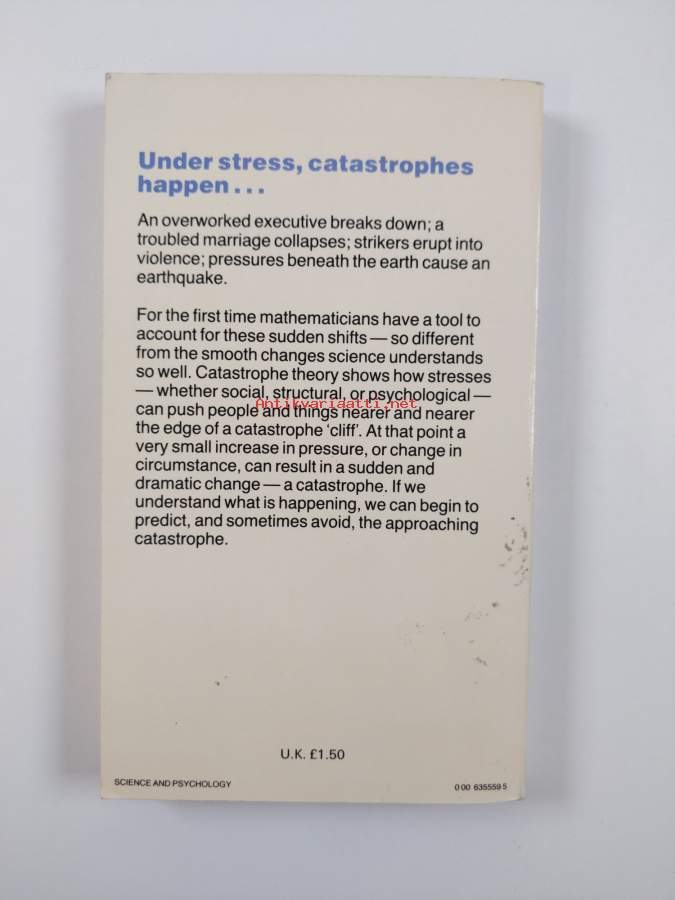 Under stress, catastrophes
happen...
An overworked executive breaks down; a
troubled marriage collapses; strikers erupt into
violence; pressures beneath the earth cause an
earthquake.
For the first time mathematicians have a tool to
account for these sudden shifts — so different
from the smooth changes science understands
so well. Catastrophe theory shows how stresses
— whether social, structural, or psychological —
Antikvariaatti.net
can push people and things nearer and nearer
the edge of a catastrophe ‘cliff’. At that point a
very small increase in pressure, or change in
circumstance, can result in a sudden and
dramatic change — a catastrophe. If we
understand what is happening, we can begin to
predict, and sometimes avoid, the approaching
catastrophe.
U.K. £1.50
SCIENCE AND PSYCHOLOGY
0 00 635559 5